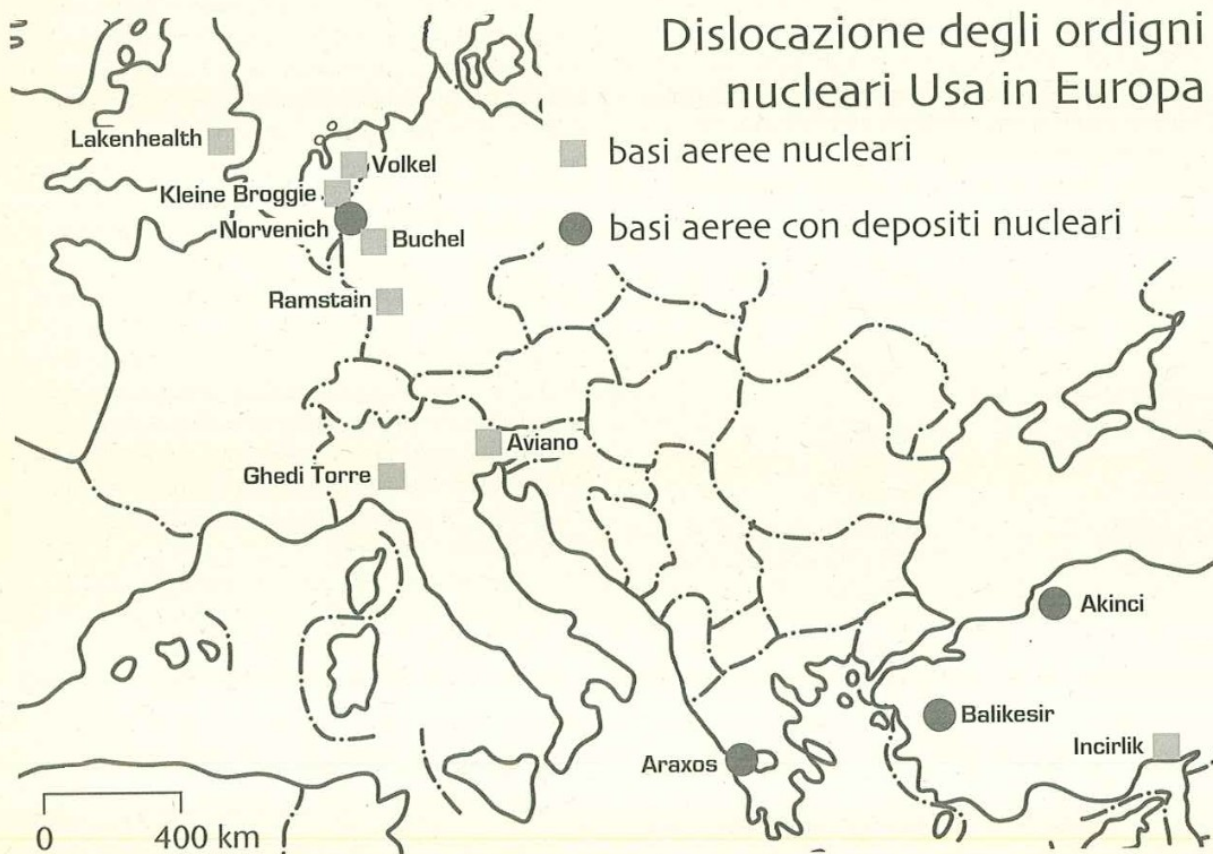 Dislocazione degli ordigni
nucleari Usa in Europa
basi aeree nucleari
basi aeree con depositi nucleari
Lakenhealth
Volkel
Kleine Broggie
Norvenich
Buchel
Ramstain
Aviano
Ghedi Torre
Akinci
Balikesir
Incirlik
Araxos
0
400 km